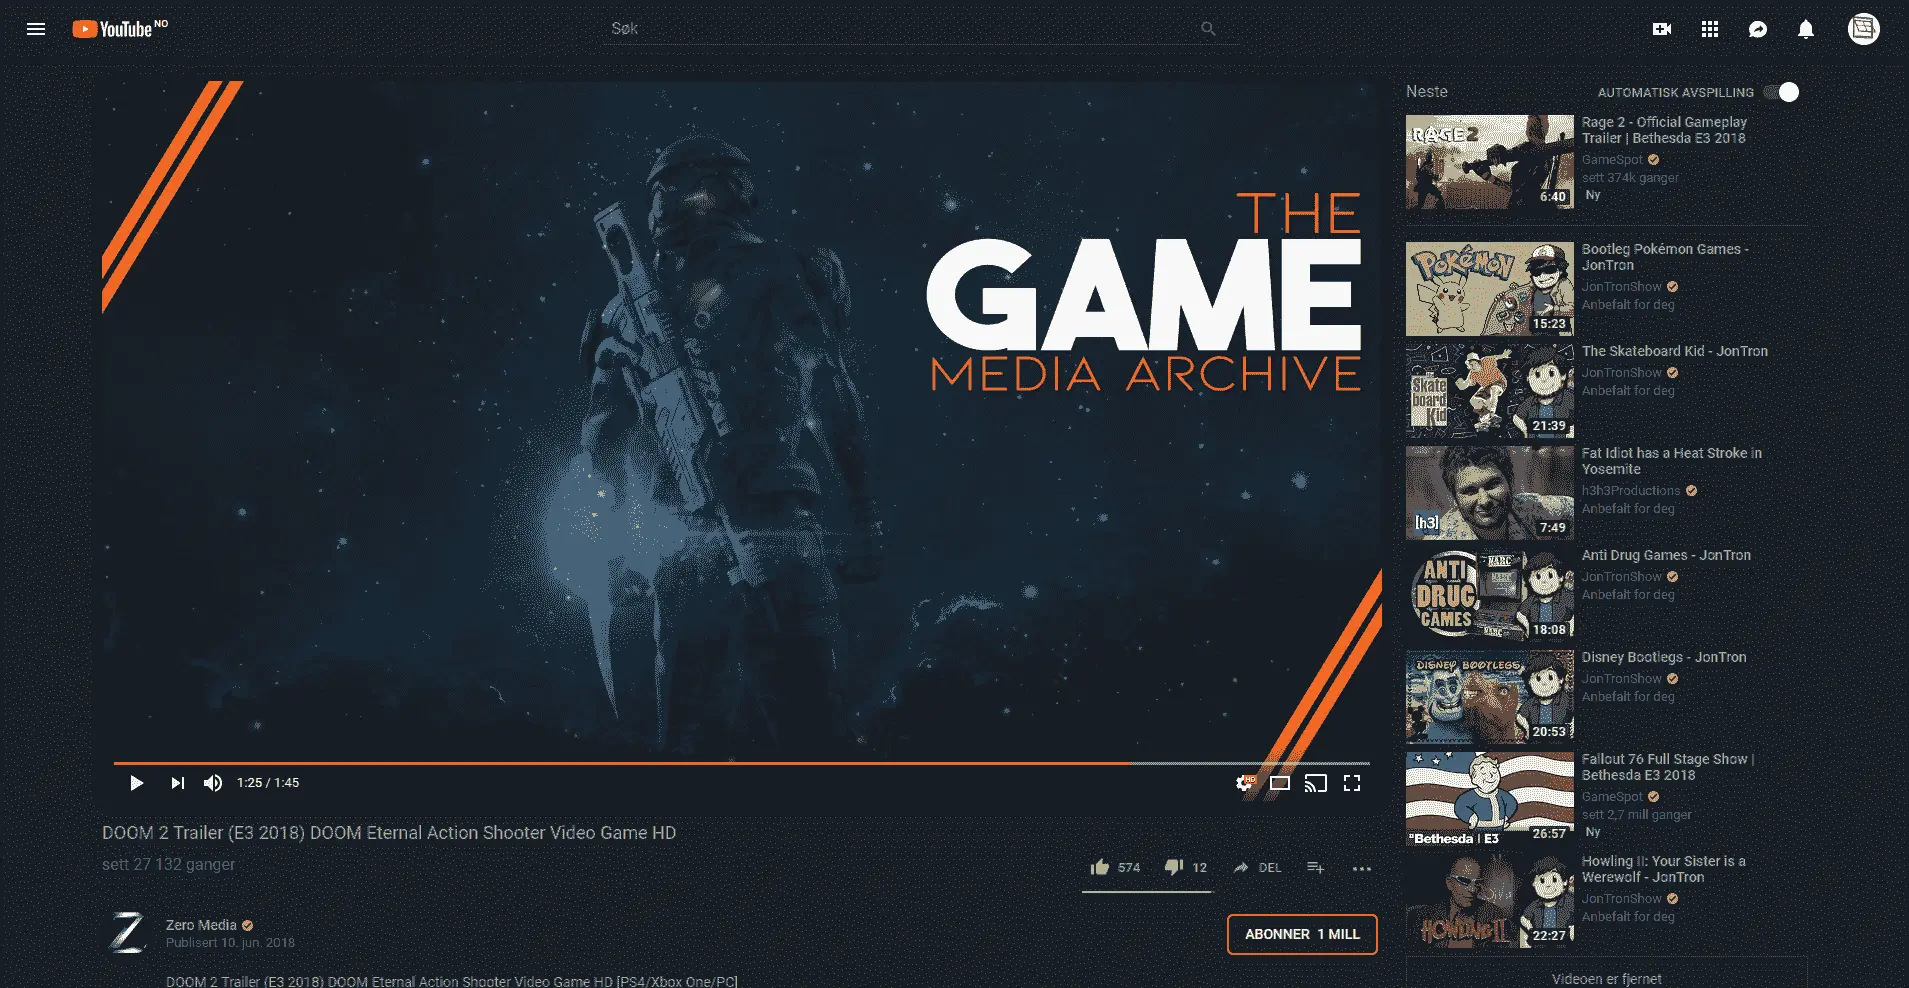 YouTube NO
Søk
THE
GAME
MEDIA ARCHIVE
1:25 / 1:45
HD
DOOM 2 Trailer (E3 2018) DOOM Eternal Action Shooter Video Game HD
sett 27 132 ganger
574
12
DEL
Zero Media
Publisert 10. jun. 2018
ABONNER 1 MILL
DOOM 2 Trailer (E3 2018) DOOM Eternal Action Shooter Video Game HD [PS4/Xbox One/PC]
Neste
AUTOMATISK AVSPILLING
RAGE 2
6:40
Rage 2 - Official Gameplay
Trailer | Bethesda E3 2018
GameSpot
sett 374k ganger
Ny
POKéMON
15:23
Bootleg Pokémon Games -
JonTron
JonTronShow
Anbefalt for deg
the
Skate
board
Kid
21:39
The Skateboard Kid - JonTron
JonTronShow
Anbefalt for deg
[h3]
7:49
Fat Idiot has a Heat Stroke in
Yosemite
h3h3Productions
Anbefalt for deg
ANTI
DRUG
GAMES
NARC
NARC
18:08
Anti Drug Games - JonTron
JonTronShow
Anbefalt for deg
DISNEY BOOTLEGS
20:53
Disney Bootlegs - JonTron
JonTronShow
Anbefalt for deg
Bethesda | E3
26:57
Fallout 76 Full Stage Show |
Bethesda E3 2018
GameSpot
sett 2,7 mill ganger
Ny
HOWLING II
22:27
Howling II: Your Sister is a
Werewolf - JonTron
JonTronShow
Anbefalt for deg
Videoen er fjernet